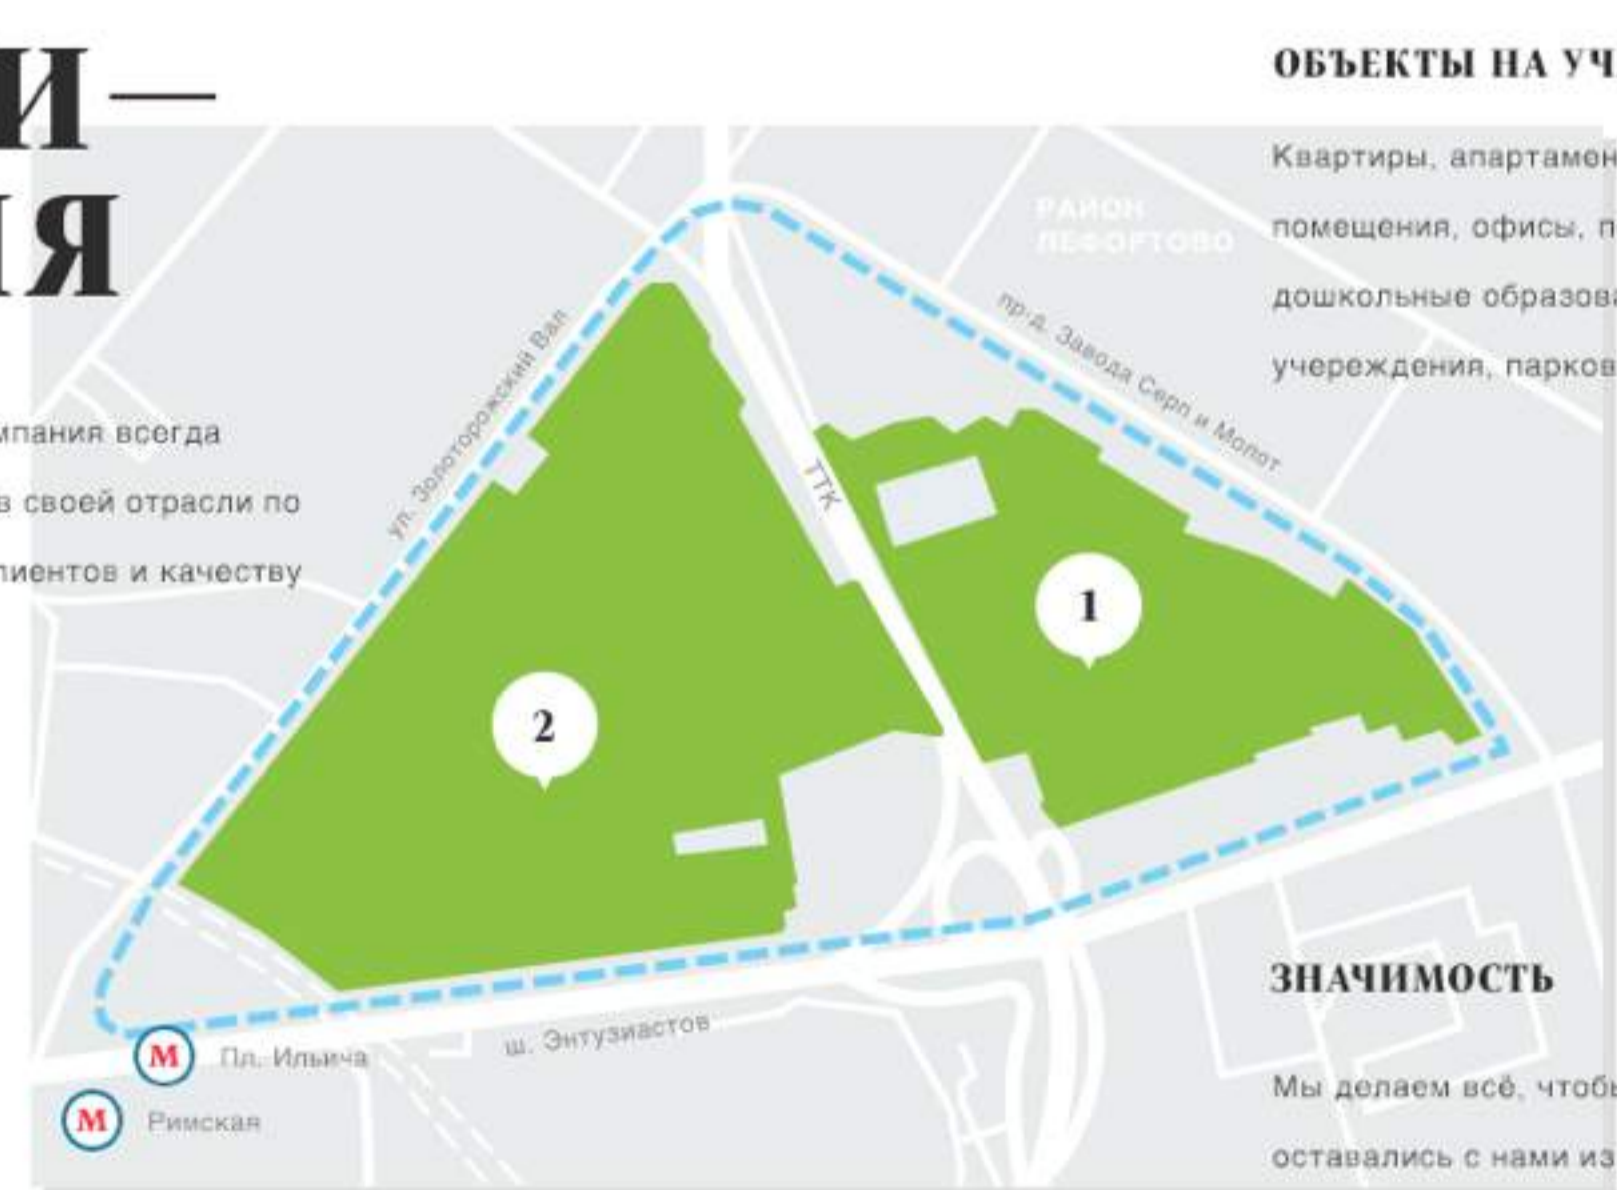 И—
ИЯ
ОБЪЕКТЫ НА УЧ
Квартиры, апартамен
помещения, офисы, п
дошкольные образова
учереждения, парков
РАЙОН
ЛЕФОРТОВО
пр-д. Завода Серп и Молот
ул. Золоторожский Вал
ТТК
мпания всегда
в своей отрасли по
лиентов и качеству
1
2
ш. Энтузиастов
М Пл. Ильича
М Римская
ЗНАЧИМОСТЬ
Мы делаем всё, чтобы
оставались с нами из